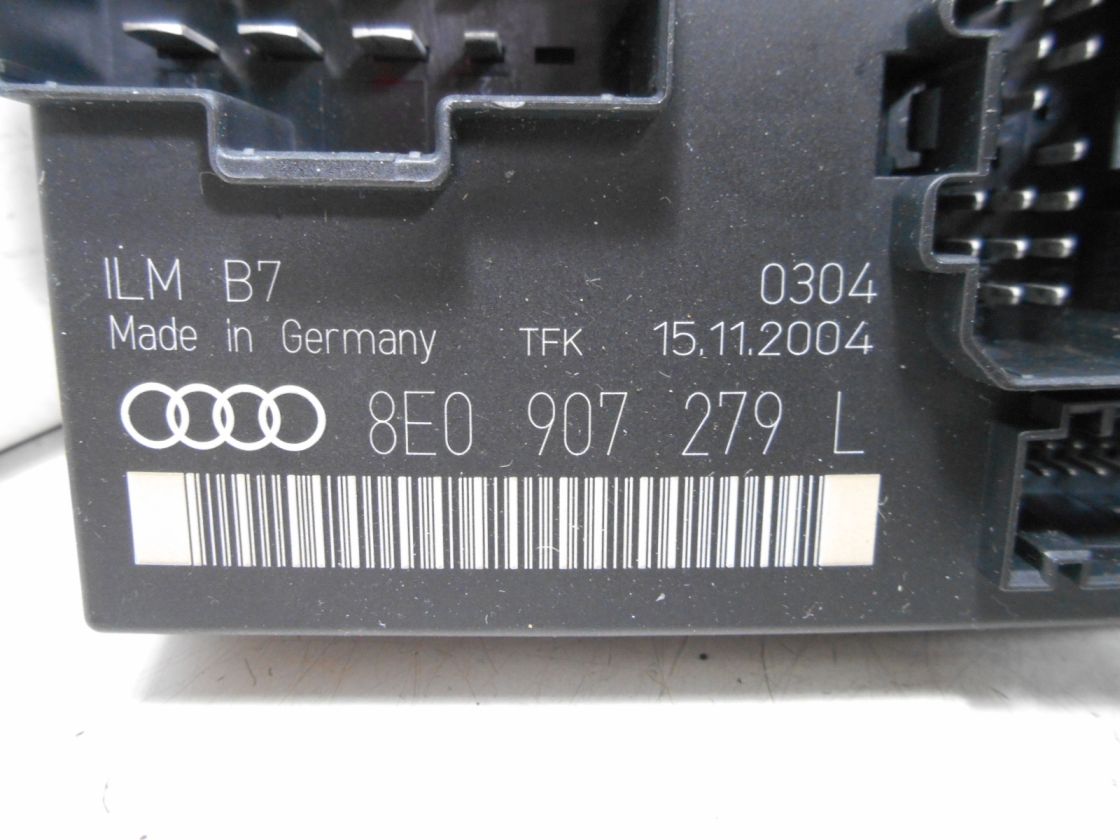 ILM B7 0304
Made in Germany TFK 15.11.2004
8E0 907 279 L